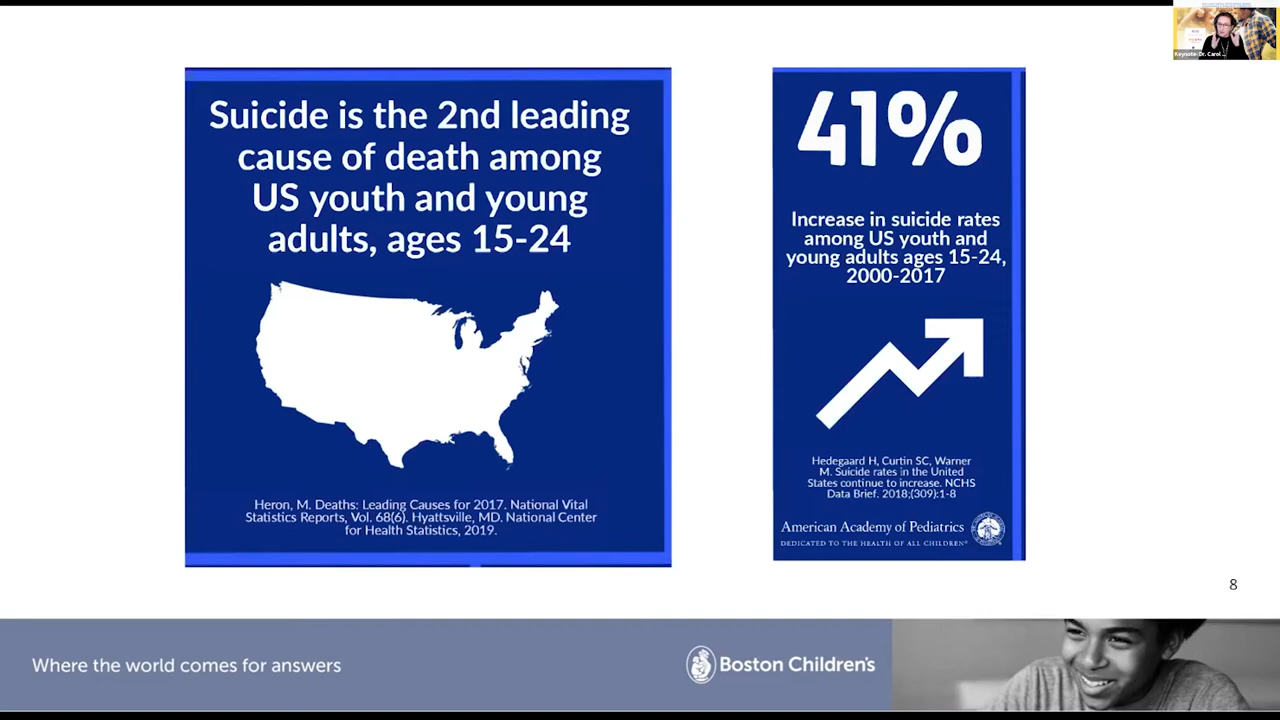 Keynote: Dr. Carol ...
Suicide is the 2nd leading
cause of death among
US youth and young
adults, ages 15-24
Heron, M. Deaths: Leading Causes for 2017. National Vital
Statistics Reports, Vol. 68(6). Hyattsville, MD. National Center
for Health Statistics, 2019.
41%
Increase in suicide rates
among US youth and
young adults ages 15-24,
2000-2017
Hedegaard H, Curtin SC, Warner
M. Suicide rates in the United
States continue to increase. NCHS
Data Brief. 2018;(309):1-8
American Academy of Pediatrics
DEDICATED TO THE HEALTH OF ALL CHILDREN®
8
Where the world comes for answers
Boston Children's